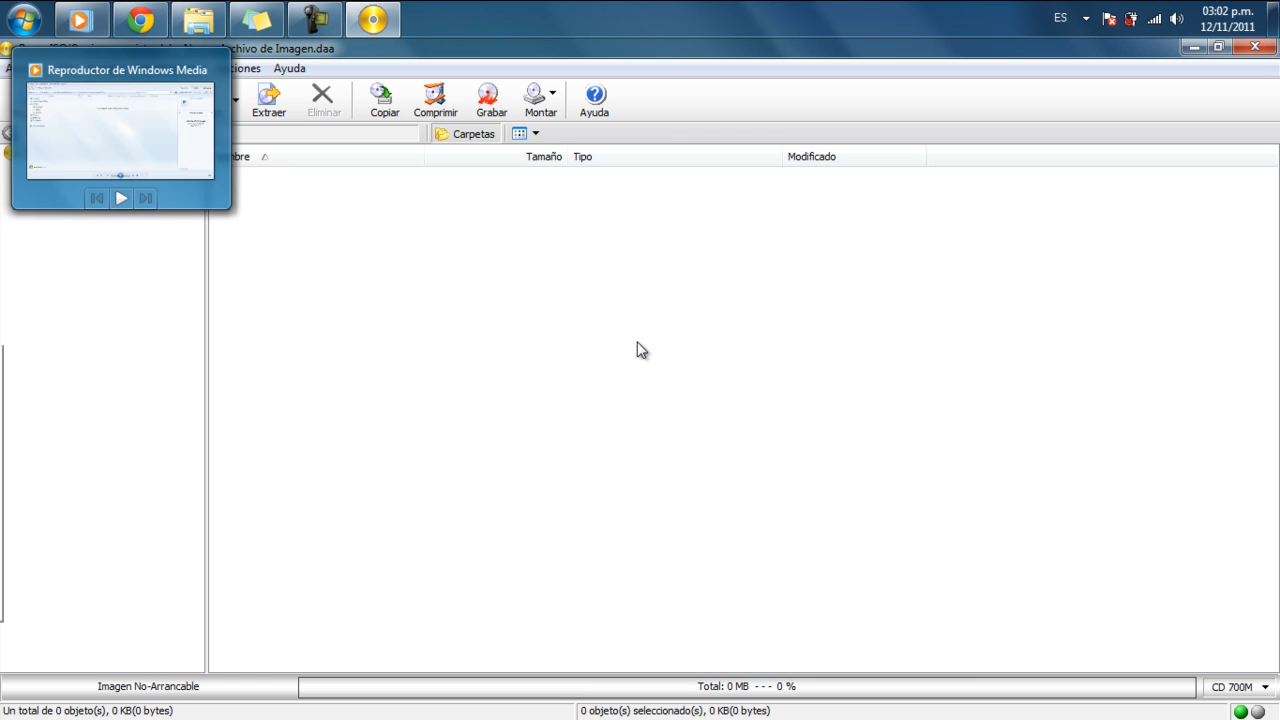 ES
03:02 p.m.
12/11/2011
chivo de Imagen.daa
Reproductor de Windows Media
ciones
Ayuda
Extraer
Eliminar
Copiar
Comprimir
Grabar
Montar
Ayuda
Carpetas
bre
Tamaño
Tipo
Modificado
Imagen No-Arrancable
Total: 0 MB --- 0 %
CD 700M
Un total de 0 objeto(s), 0 KB(0 bytes)
0 objeto(s) seleccionado(s), 0 KB(0 bytes)